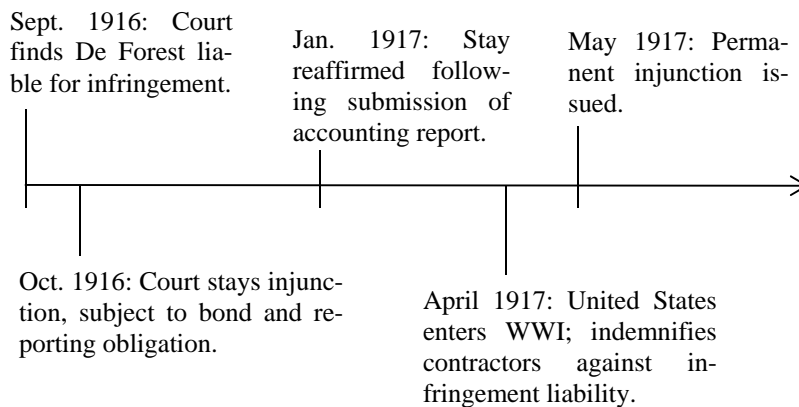 Sept. 1916: Court
finds De Forest lia-
ble for infringement.
Jan. 1917: Stay
reaffirmed follow-
ing submission of
accounting report.
May 1917: Perma-
nent injunction is-
sued.
Oct. 1916: Court stays injunc-
tion, subject to bond and re-
porting obligation.
April 1917: United States
enters WWI; indemnifies
contractors against in-
fringement liability.